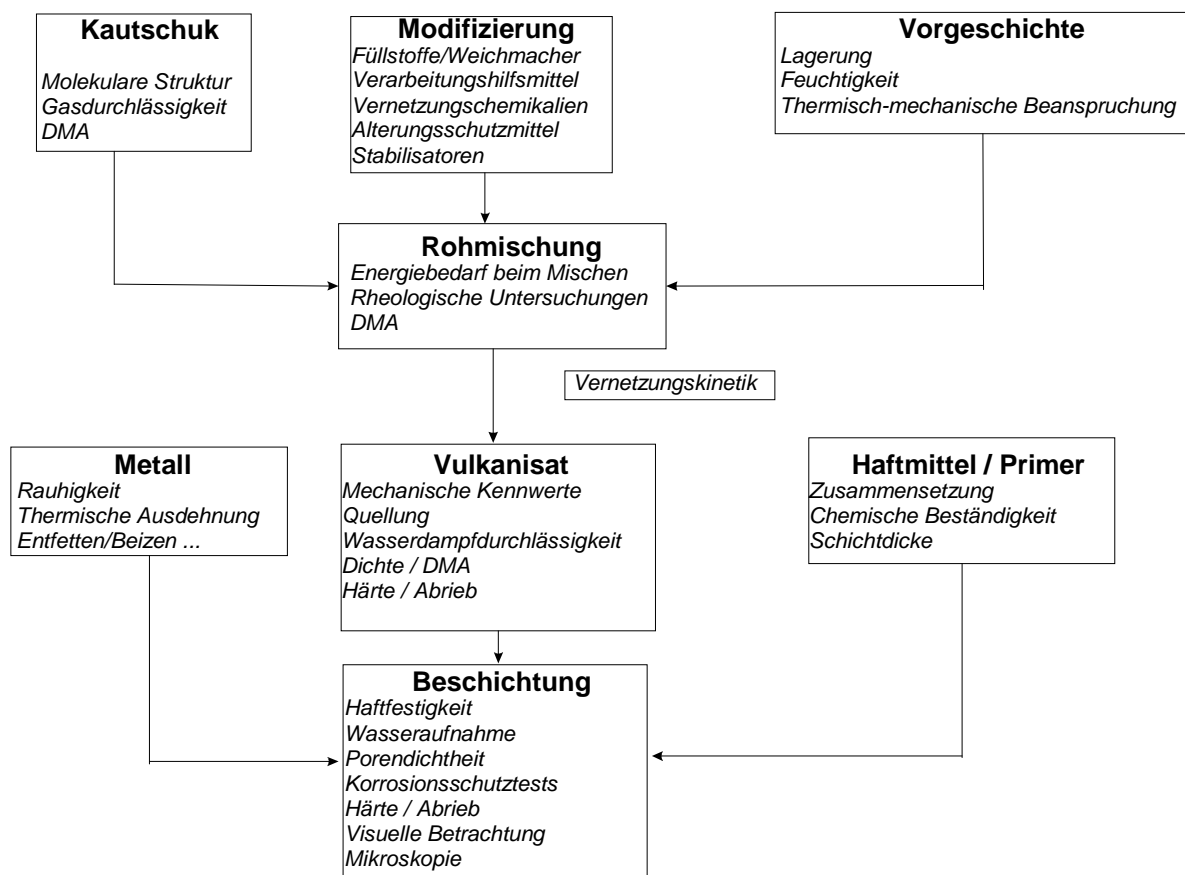 Kautschuk
Molekulare Struktur
Gasdurchlässigkeit
DMA
Modifizierung
Füllstoffe/Weichmacher
Verarbeitungshilfsmittel
Vernetzungschemikalien
Alterungsschutzmittel
Stabilisatoren
Vorgeschichte
Lagerung
Feuchtigkeit
Thermisch-mechanische Beanspruchung
Rohmischung
Energiebedarf beim Mischen
Rheologische Untersuchungen
DMA
Vernetzungskinetik
Metall
Rauhigkeit
Thermische Ausdehnung
Entfetten/Beizen ...
Vulkanisat
Mechanische Kennwerte
Quellung
Wasserdampfdurchlässigkeit
Dichte / DMA
Härte / Abrieb
Haftmittel / Primer
Zusammensetzung
Chemische Beständigkeit
Schichtdicke
Beschichtung
Haftfestigkeit
Wasseraufnahme
Porendichtheit
Korrosionsschutztests
Härte / Abrieb
Visuelle Betrachtung
Mikroskopie